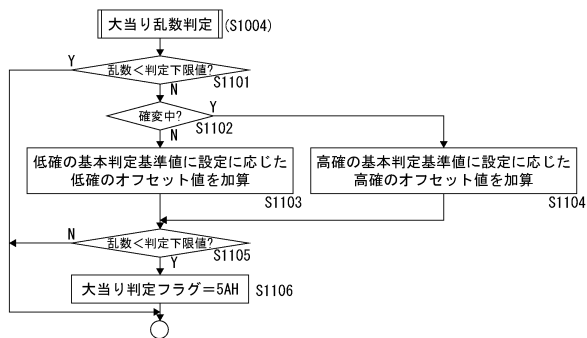 大当り乱数判定 (S1004)
Y 乱数<判定下限値? S1101
N
確変中? Y
S1102
N
低確の基本判定基準値に設定に応じた
低確のオフセット値を加算
S1103
高確の基本判定基準値に設定に応じた
高確のオフセット値を加算
S1104
N 乱数<判定下限値? S1105
Y
大当り判定フラグ=5AH S1106